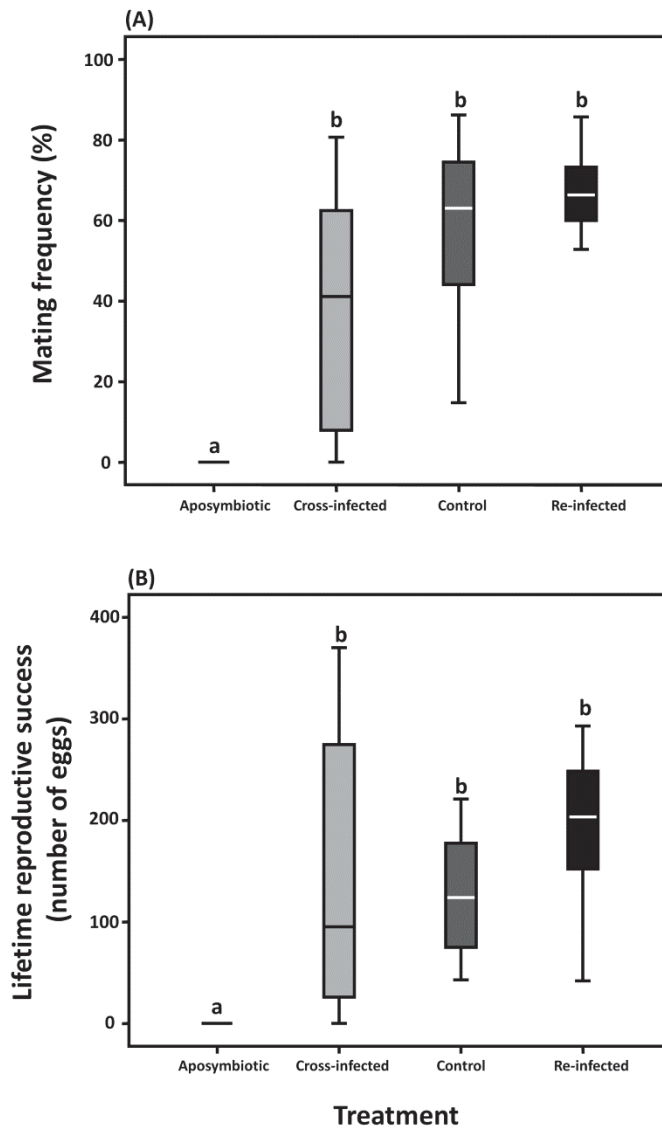 (A)
Mating frequency (%)
100
80
60
40
20
0
a
b
b
b
Aposymbiotic Cross-infected Control Re-infected
(B)
Lifetime reproductive success
(number of eggs)
400
300
200
100
0
a
b
b
b
Aposymbiotic Cross-infected Control Re-infected
Treatment